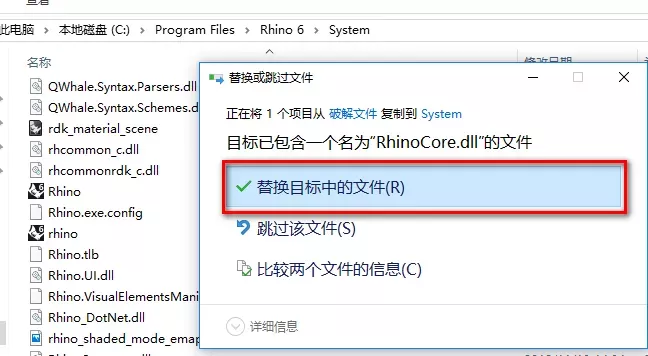 查看
此电脑 › 本地磁盘 (C:) › Program Files › Rhino 6 › System
名称
修改日期
QWhale.Syntax.Parsers.dll
QWhale.Syntax.Schemes.dll
rdk_material_scene
rhcommon_c.dll
rhcommonrdk_c.dll
Rhino
Rhino.exe.config
rhino
Rhino.tlb
Rhino.UI.dll
Rhino.VisualElementsMani
Rhino_DotNet.dll
rhino_shaded_mode_emap
替换或跳过文件
正在将 1 个项目从 破解文件 复制到 System
目标已包含一个名为“RhinoCore.dll”的文件
替换目标中的文件(R)
跳过该文件(S)
比较两个文件的信息(C)
详细信息